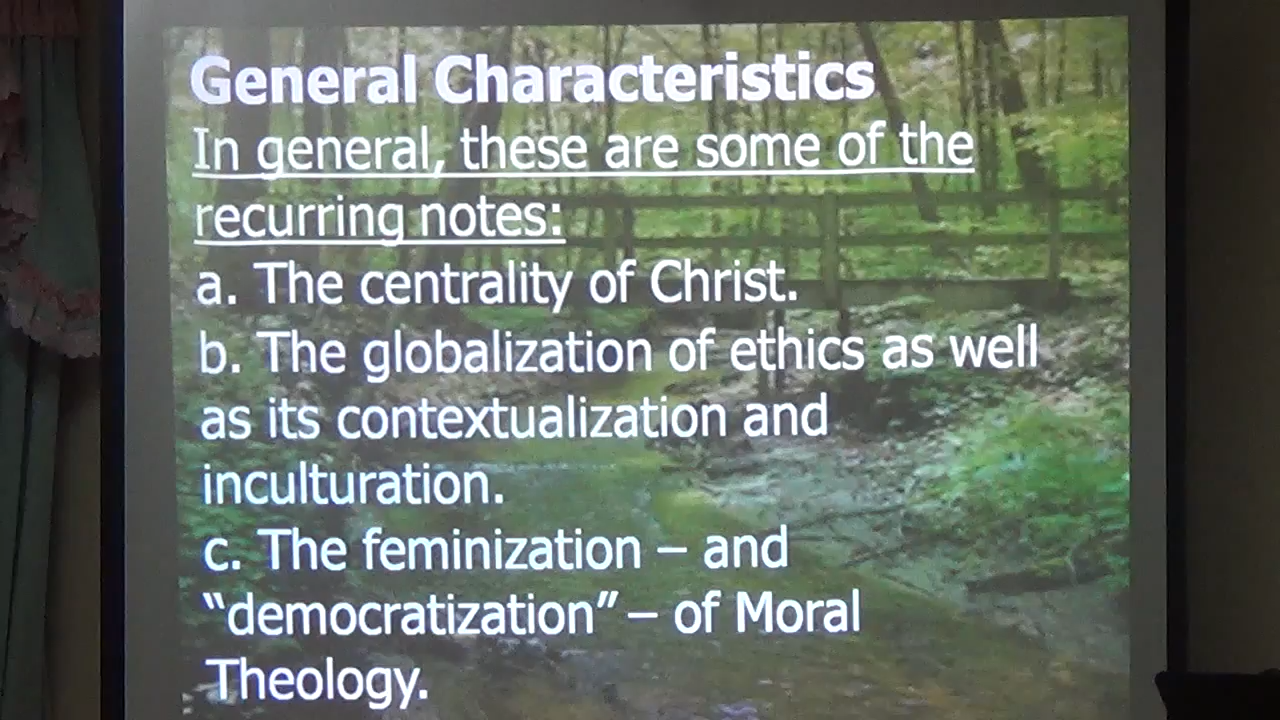 General Characteristics
In general, these are some of the
recurring notes:
a. The centrality of Christ.
b. The globalization of ethics as well
as its contextualization and
inculturation.
c. The feminization – and
“democratization” – of Moral
Theology.